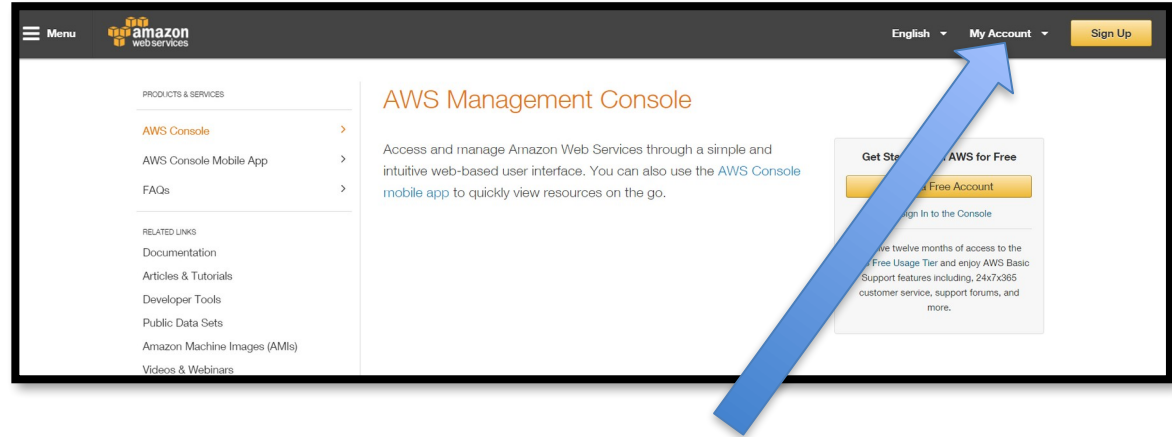 Menu
amazon
webservices
English
My Account
Sign Up
PRODUCTS & SERVICES
AWS Console
AWS Console Mobile App
FAQs
RELATED LINKS
Documentation
Articles & Tutorials
Developer Tools
Public Data Sets
Amazon Machine Images (AMIs)
Videos & Webinars
AWS Management Console
Access and manage Amazon Web Services through a simple and
intuitive web-based user interface. You can also use the AWS Console
mobile app to quickly view resources on the go.
Get AWS for Free
Free Account
Sign In to the Console
twelve months of access to the
Free Usage Tier and enjoy AWS Basic
Support features including, 24x7x365
customer service, support forums, and
more.